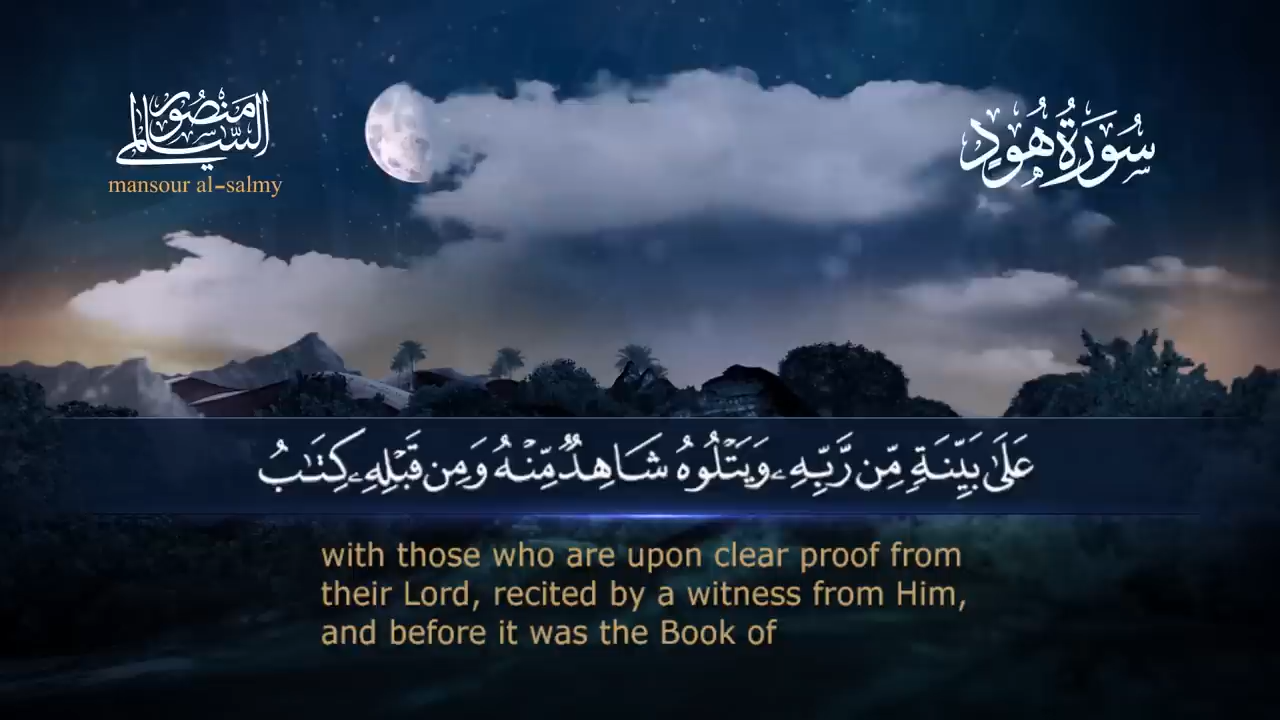 منصور السالمي
mansour al-salmy
سُورَةُ هُودٍ
عَلَىٰ بَيِّنَةٍ مِّن رَّبِّهِۦ وَيَتْلُوهُ شَاهِدٌ مِّنْهُ وَمِن قَبْلِهِۦ كِتَـٰبُ
with those who are upon clear proof from
their Lord, recited by a witness from Him,
and before it was the Book of